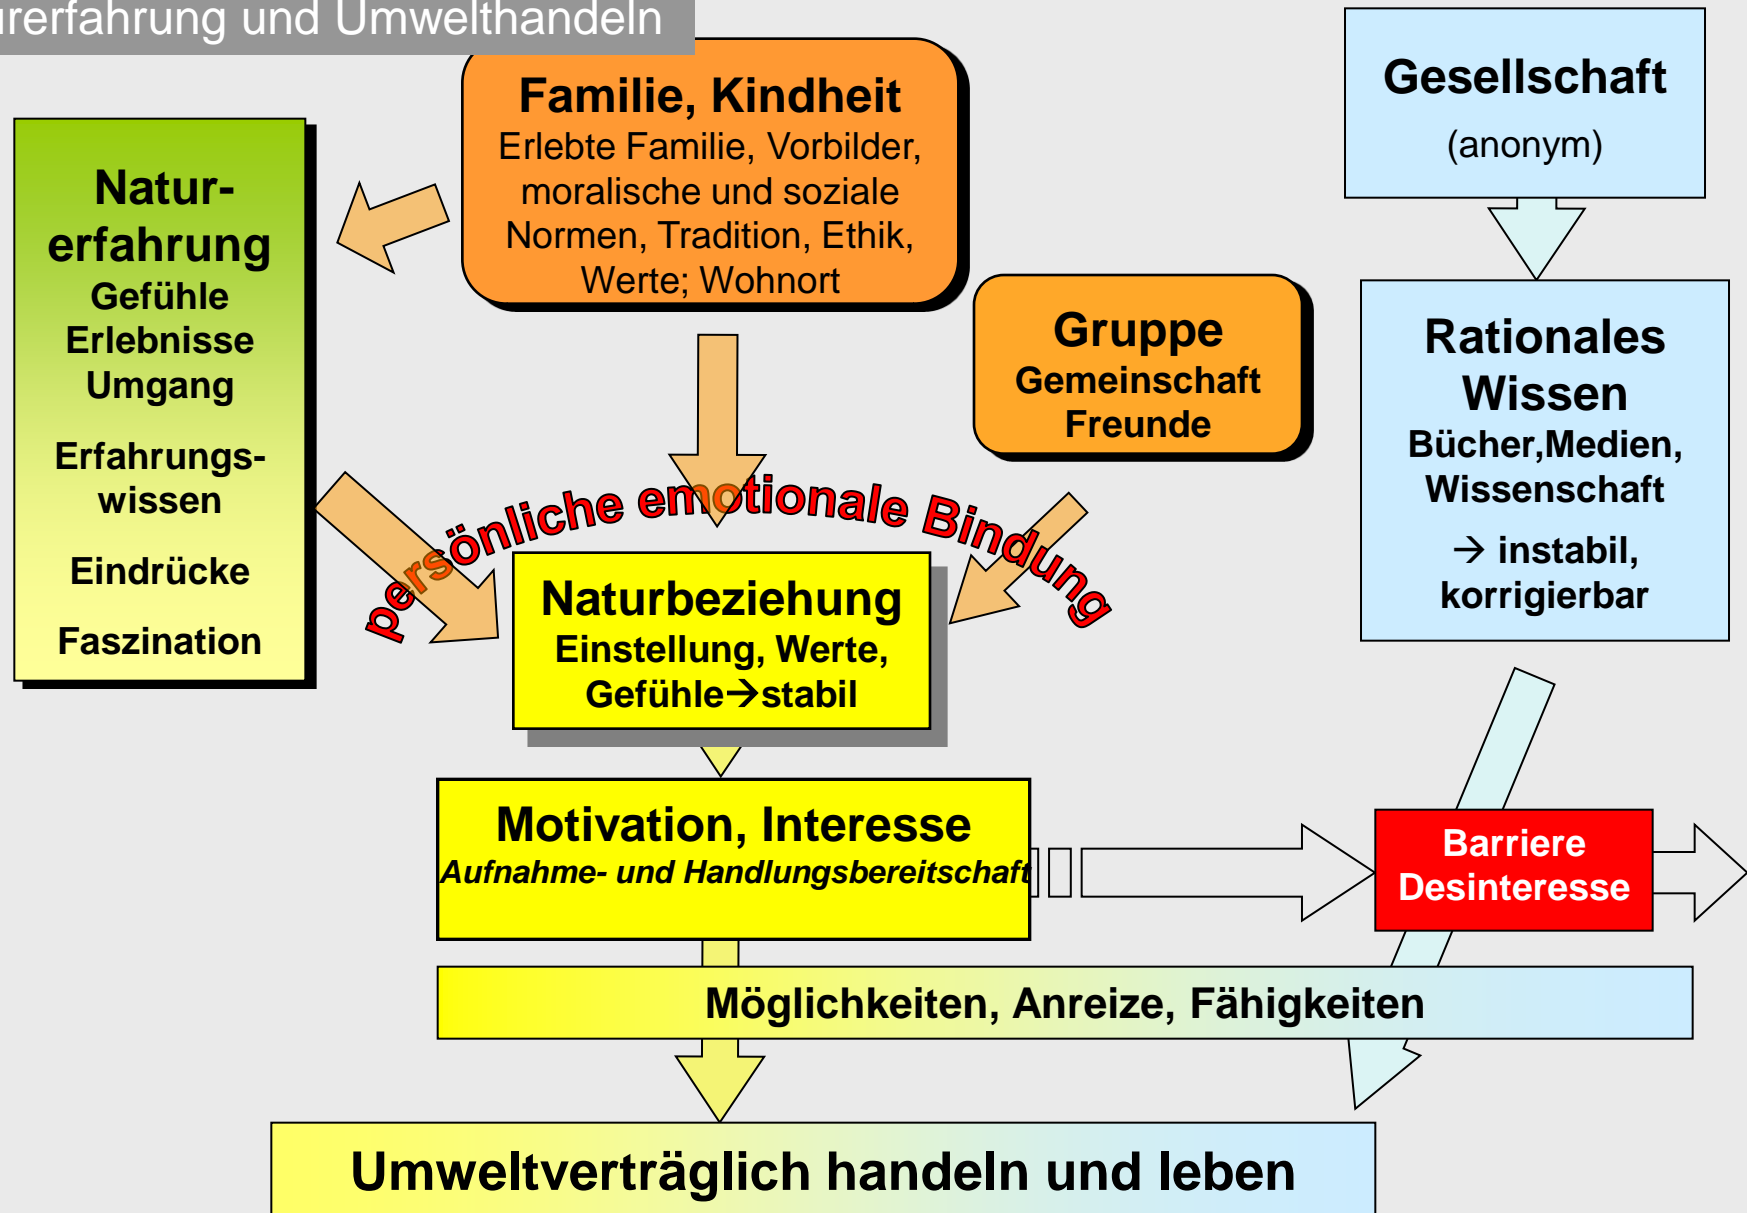 rerfahrung und Umwelthandeln
Familie, Kindheit
Erlebte Familie, Vorbilder,
moralische und soziale
Normen, Tradition, Ethik,
Werte; Wohnort
Gesellschaft
(anonym)
Natur-
erfahrung
Gefühle
Erlebnisse
Umgang
Erfahrungs-
wissen
Eindrücke
Faszination
Gruppe
Gemeinschaft
Freunde
Rationales
Wissen
Bücher,Medien,
Wissenschaft
→ instabil,
korrigierbar
persönliche emotionale Bindung
Naturbeziehung
Einstellung, Werte,
Gefühle→stabil
Motivation, Interesse
Aufnahme- und Handlungsbereitschaft
Barriere
Desinteresse
Möglichkeiten, Anreize, Fähigkeiten
Umweltverträglich handeln und leben